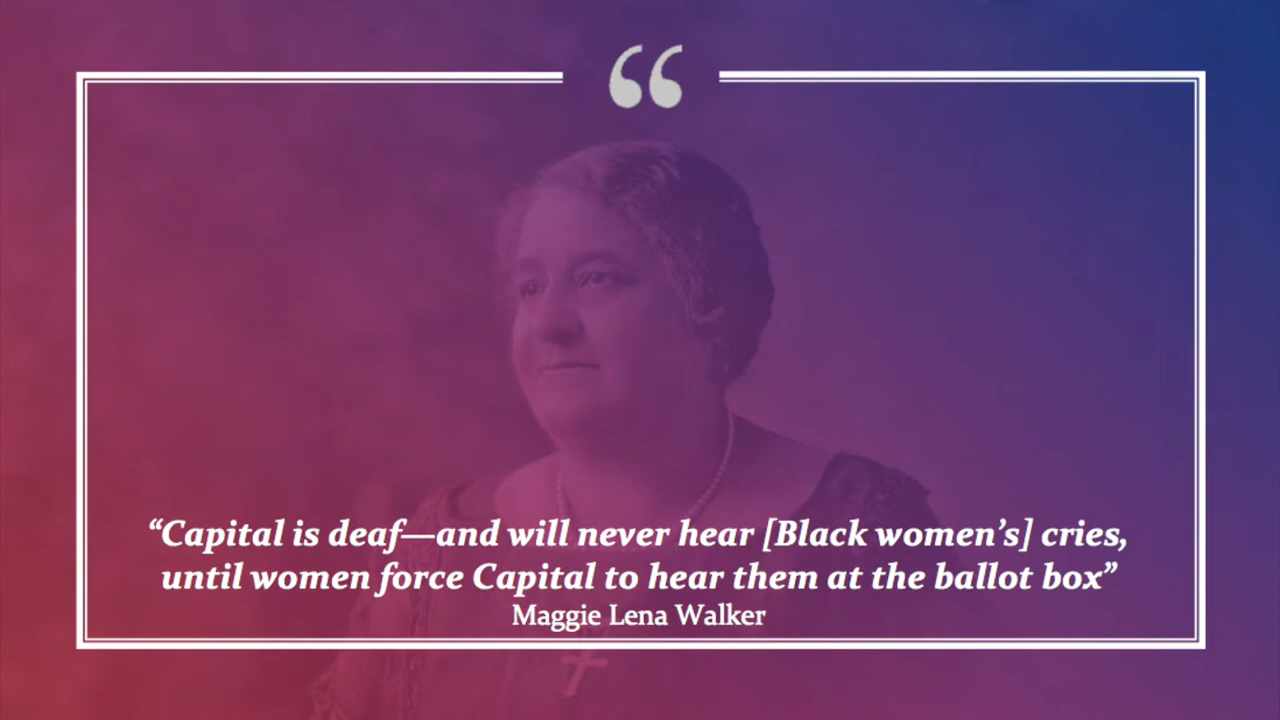 “
“Capital is deaf—and will never hear [Black women’s] cries,
until women force Capital to hear them at the ballot box”
Maggie Lena Walker